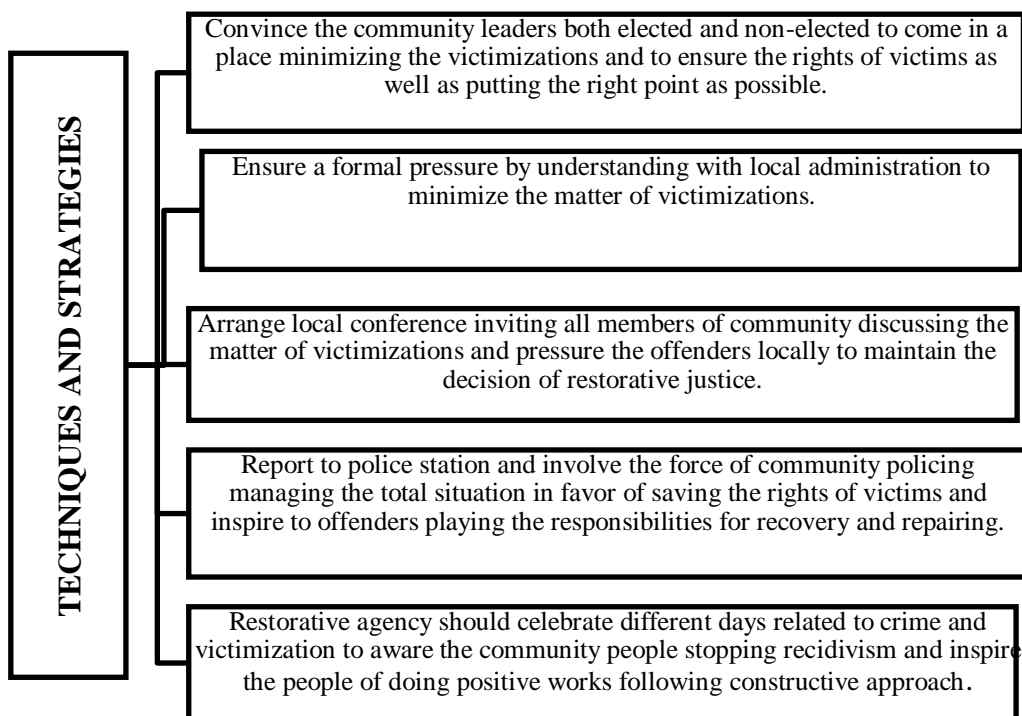 TECHNIQUES AND STRATEGIES
Convince the community leaders both elected and non-elected to come in a
place minimizing the victimizations and to ensure the rights of victims as
well as putting the right point as possible.
Ensure a formal pressure by understanding with local administration to
minimize the matter of victimizations.
Arrange local conference inviting all members of community discussing the
matter of victimizations and pressure the offenders locally to maintain the
decision of restorative justice.
Report to police station and involve the force of community policing
managing the total situation in favor of saving the rights of victims and
inspire to offenders playing the responsibilities for recovery and repairing.
Restorative agency should celebrate different days related to crime and
victimization to aware the community people stopping recidivism and inspire
the people of doing positive works following constructive approach.